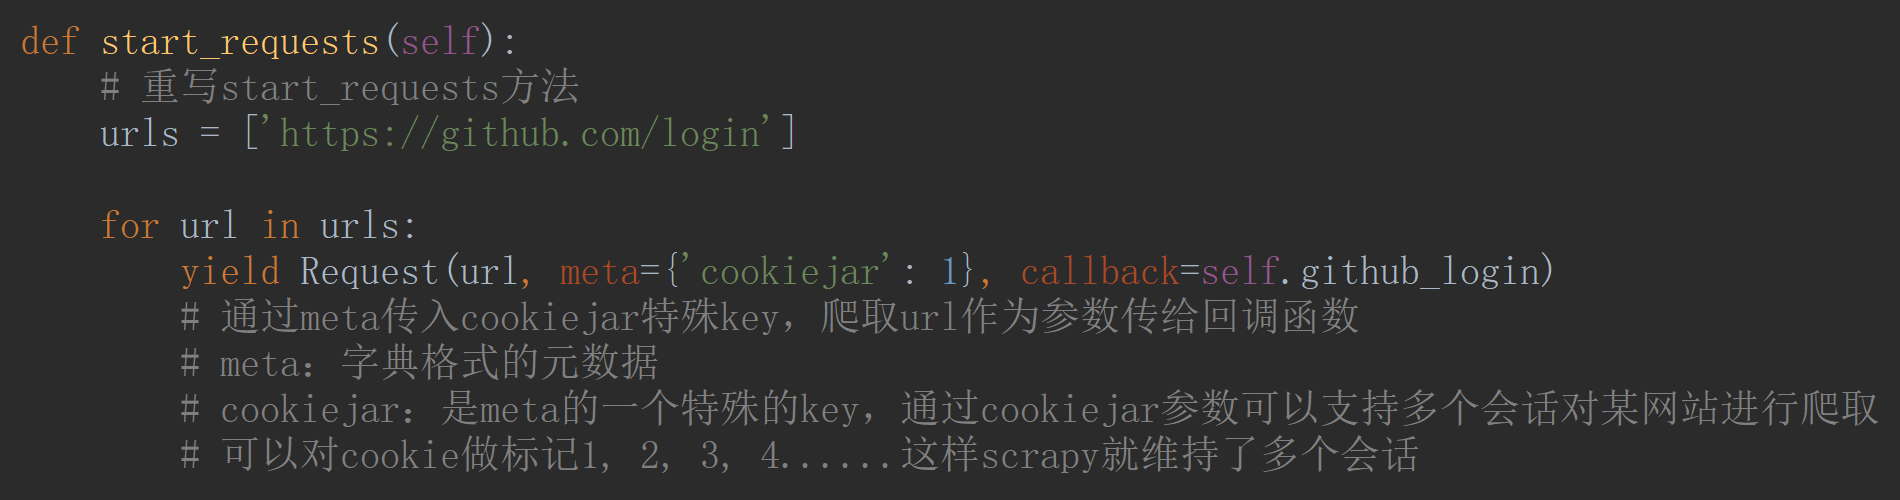 def start_requests(self):
# 重写start_requests方法
urls = ['https://github.com/login']
for url in urls:
yield Request(url, meta={'cookiejar': 1}, callback=self.github_login)
# 通过meta传入cookiejar特殊key，爬取url作为参数传给回调函数
# meta：字典格式的元数据
# cookiejar：是meta的一个特殊的key，通过cookiejar参数可以支持多个会话对某网站进行爬取
# 可以对cookie做标记1, 2, 3, 4......这样scrapy就维持了多个会话